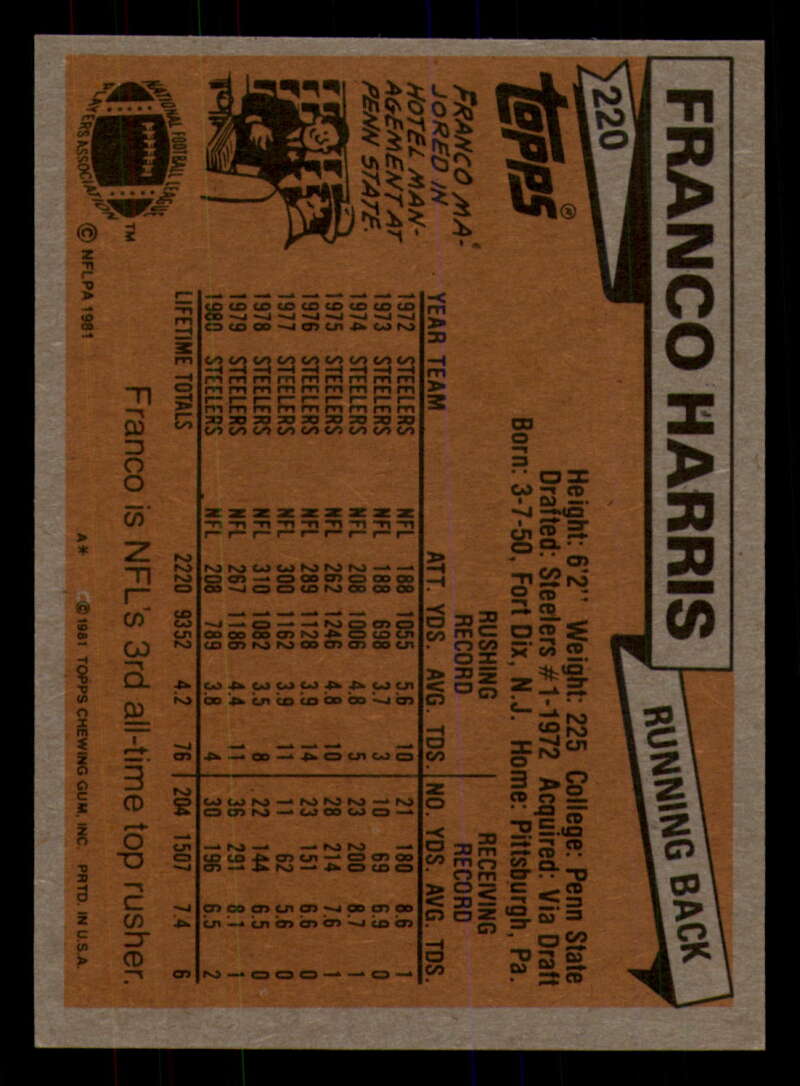 FRANCO HARRIS
RUNNING BACK
220
topps®
Height: 6'2" Weight: 225 College: Penn State
Drafted: Steelers #1-1972 Acquired: Via Draft
Born: 3-7-50, Fort Dix, N.J. Home: Pittsburgh, Pa.
FRANCO MA-
JORED IN
HOTEL MAN-
AGEMENT AT
PENN STATE.
RUSHING RECEIVING
RECORD RECORD
YEAR TEAM ATT. YDS. AVG. TDS. NO. YDS. AVG. TDS.
1972 STEELERS NFL 188 1055 5.6 10 21 180 8.6 1
1973 STEELERS NFL 188 698 3.7 3 10 69 6.9 0
1974 STEELERS NFL 208 1006 4.8 5 23 200 8.7 1
1975 STEELERS NFL 262 1246 4.8 10 28 214 7.6 1
1976 STEELERS NFL 289 1128 3.9 14 23 151 6.6 0
1977 STEELERS NFL 300 1162 3.9 11 11 62 5.6 0
1978 STEELERS NFL 310 1082 3.5 8 22 144 6.5 0
1979 STEELERS NFL 267 1186 4.4 11 36 291 8.1 1
1980 STEELERS NFL 208 789 3.8 4 30 196 6.5 2
LIFETIME TOTALS 2220 9352 4.2 76 204 1507 7.4 6
Franco is NFL's 3rd all-time top rusher.
NATIONAL FOOTBALL LEAGUE
PLAYERS ASSOCIATION
™
© NFLPA 1981
A* © 1981 TOPPS CHEWING GUM, INC. PRTD. IN U.S.A.